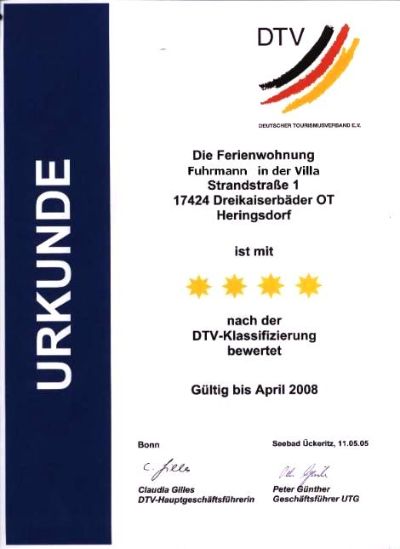 DTV
DEUTSCHER TOURISMUSVERBAND E.V.
URKUNDE
Die Ferienwohnung
Fuhrmann in der Villa
Strandstraße 1
17424 Dreikaiserbäder OT
Heringsdorf
ist mit
nach der
DTV-Klassifizierung
bewertet
Gültig bis April 2008
Bonn
Seebad Ückeritz, 11.05.05
C. Gilles
Claudia Gilles
DTV-Hauptgeschäftsführerin
Peter Günther
Geschäftsführer UTG